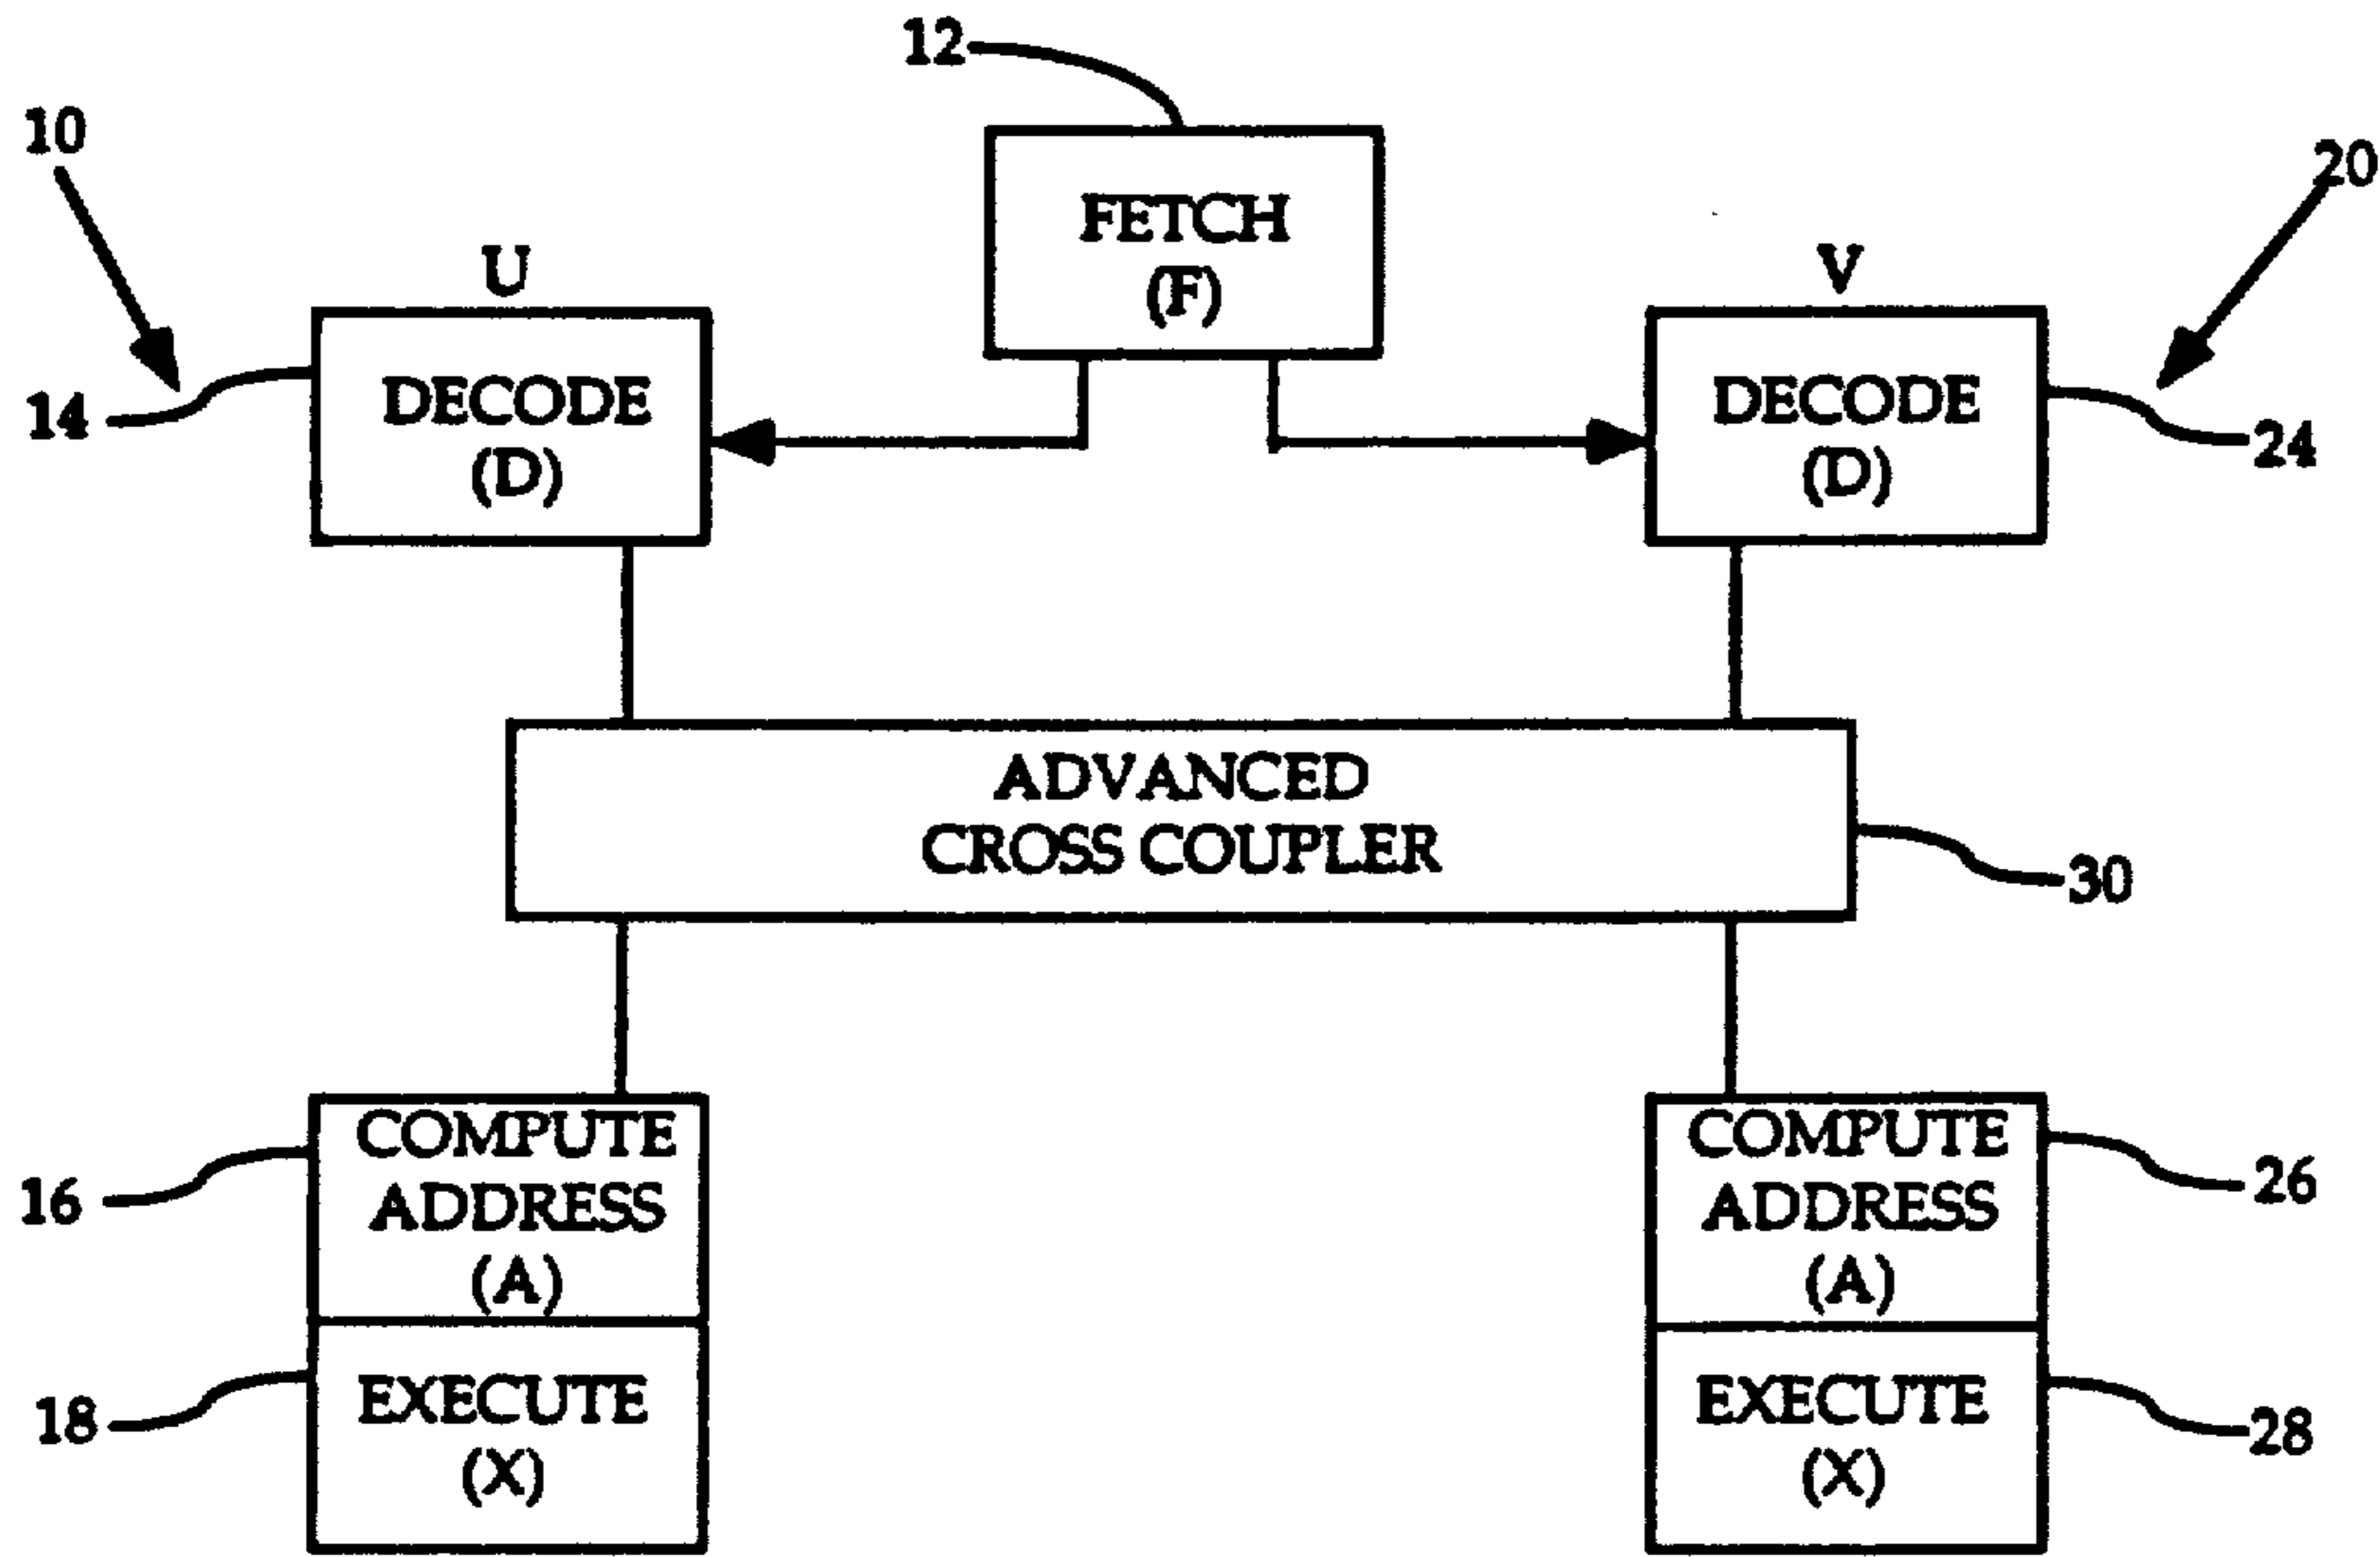 12
10
20
FETCH
(F)
U
V
DECODE
(D)
DECODE
(D)
14
24
ADVANCED
CROSS COUPLER
30
COMPUTE
ADDRESS
(A)
COMPUTE
ADDRESS
(A)
16
26
EXECUTE
(X)
EXECUTE
(X)
18
28